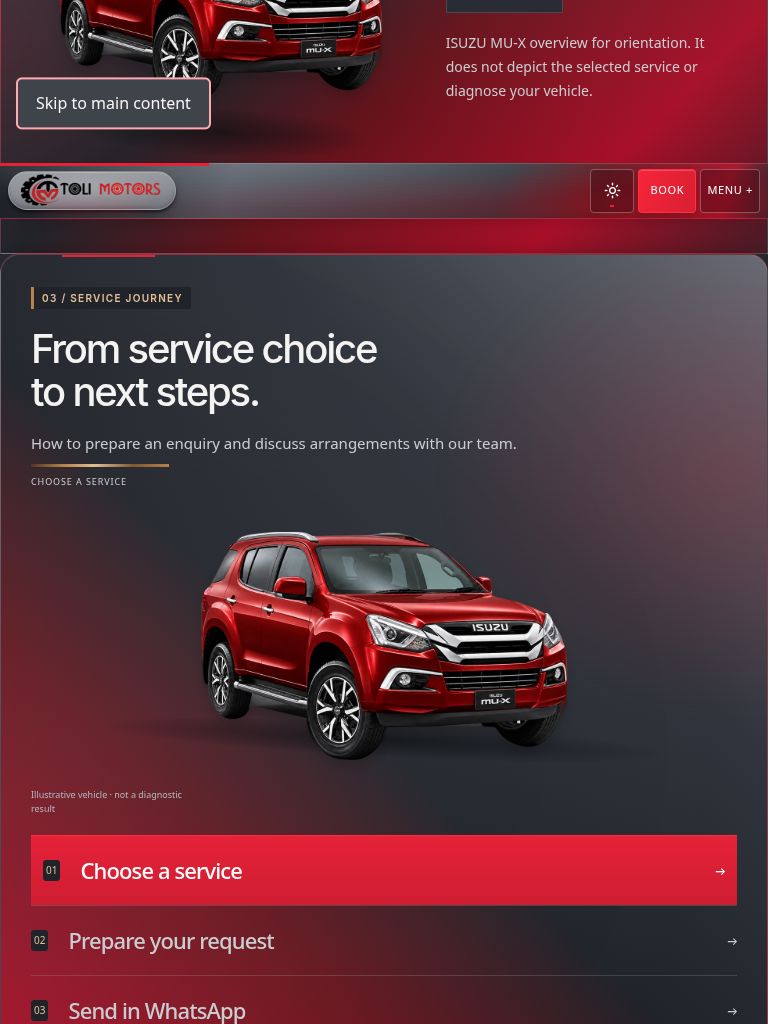 MU-X
ISUZU MU-X overview for orientation. It
does not depict the selected service or
diagnose your vehicle.
Skip to main content
TOLI MOTORS
BOOK
MENU +
03 / SERVICE JOURNEY
From service choice
to next steps.
How to prepare an enquiry and discuss arrangements with our team.
CHOOSE A SERVICE
ISUZU
MU-X
Illustrative vehicle · not a diagnostic
result
01 Choose a service →
02 Prepare your request →
03 Send in WhatsApp →